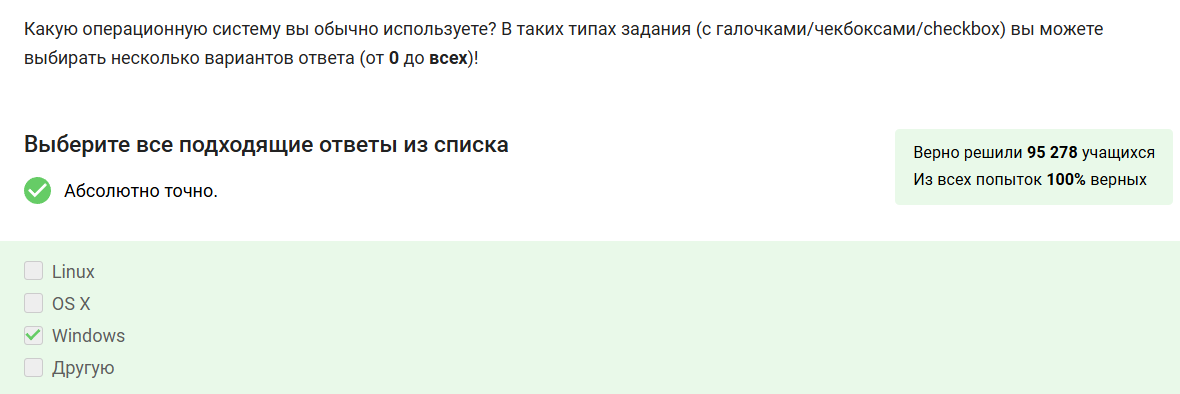 Какую операционную систему вы обычно используете? В таких типах задания (с галочками/чекбоксами/checkbox) вы можете
выбирать несколько вариантов ответа (от 0 до всех)!
Выберите все подходящие ответы из списка
Верно решили 95 278 учащихся
Из всех попыток 100% верных
Абсолютно точно.
Linux
OS X
Windows
Другую